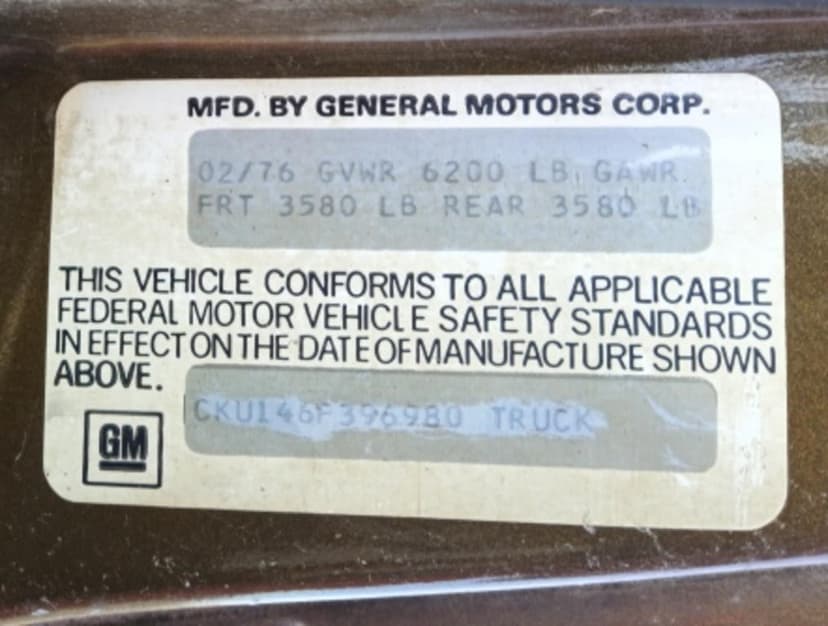 MFD. BY GENERAL MOTORS CORP.
02/76 GVWR 6200 LB GAWR
FRT 3580 LB REAR 3580 LB
THIS VEHICLE CONFORMS TO ALL APPLICABLE
FEDERAL MOTOR VEHICLE SAFETY STANDARDS
IN EFFECT ON THE DATE OF MANUFACTURE SHOWN
ABOVE.
CKU146F396980 TRUCK
GM